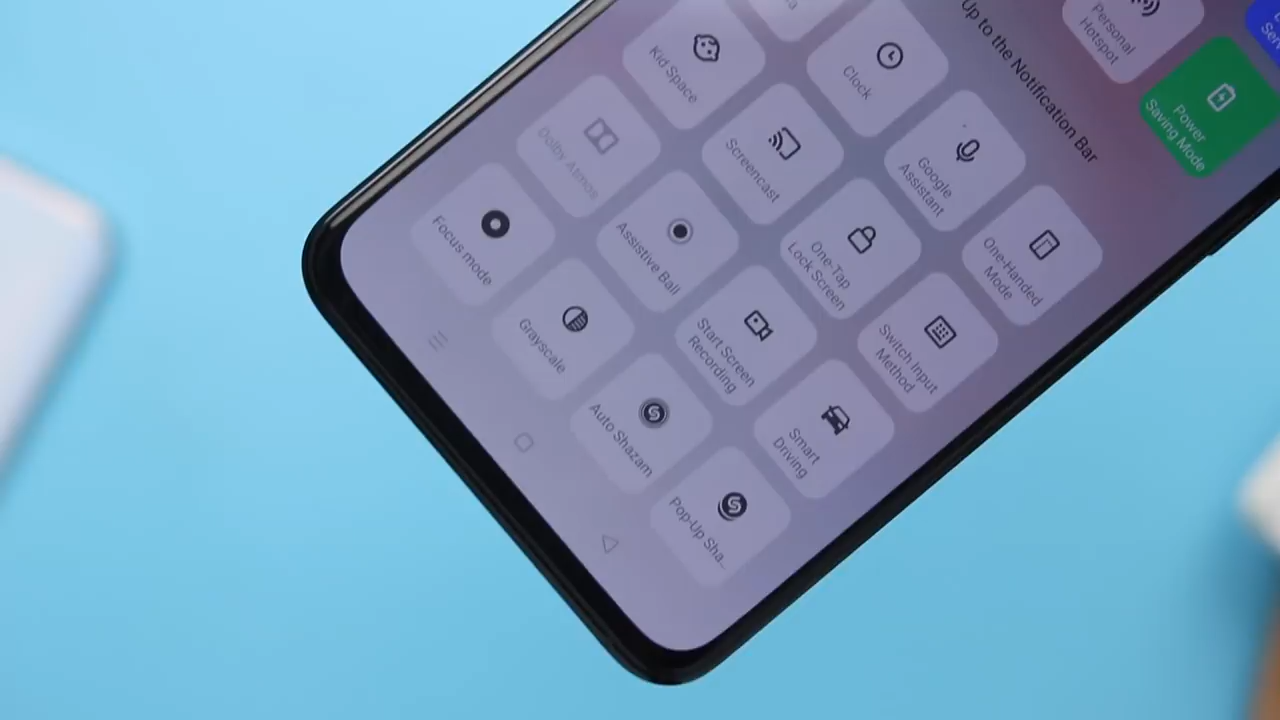 Personal
Hotspot
Power
Saving Mode
Up to the Notification Bar
Clock
Google
Assistant
One-Handed
Mode
Kid Space
Screencast
One-Tap
Lock Screen
Switch Input
Method
Dolby Atmos
Assistive Ball
Start Screen
Recording
Smart
Driving
Focus mode
Grayscale
Auto Shazam
Pop-Up Sha...